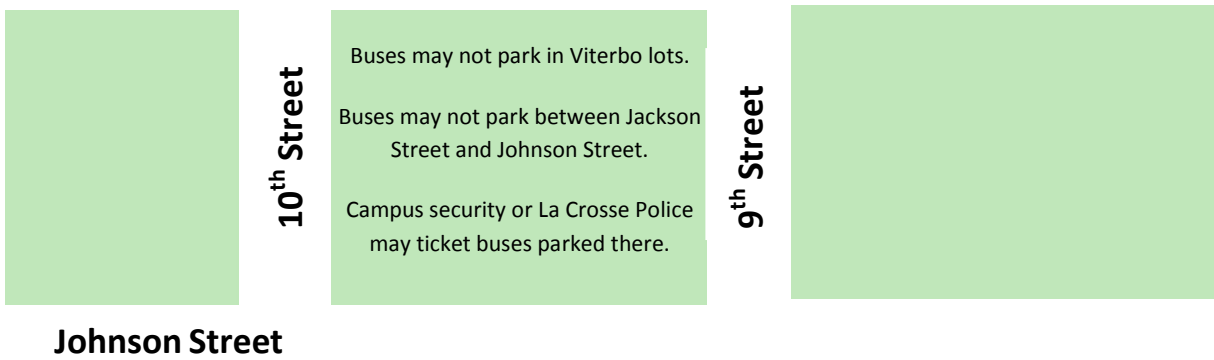 10th Street
Buses may not park in Viterbo lots.
Buses may not park between Jackson
Street and Johnson Street.
Campus security or La Crosse Police
may ticket buses parked there.
9th Street
Johnson Street